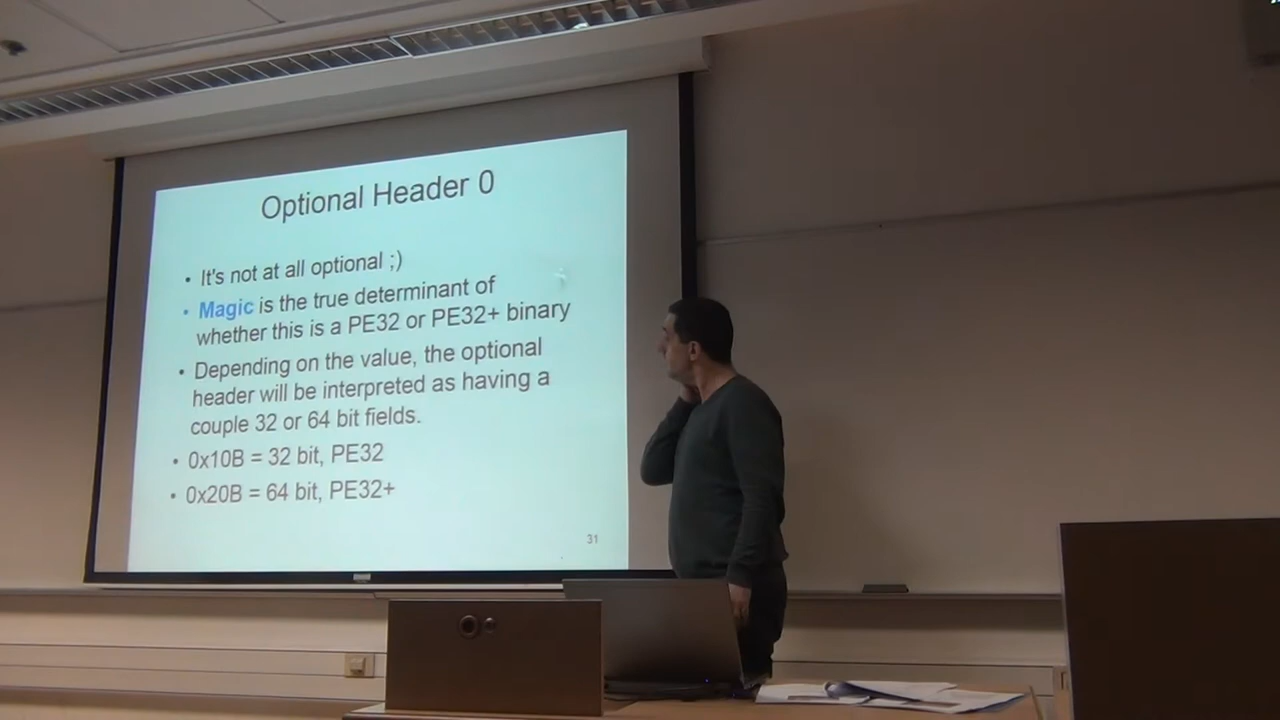 Optional Header 0
• It's not at all optional ;)
• Magic is the true determinant of
whether this is a PE32 or PE32+ binary
• Depending on the value, the optional
header will be interpreted as having a
couple 32 or 64 bit fields.
• 0x10B = 32 bit, PE32
• 0x20B = 64 bit, PE32+
31